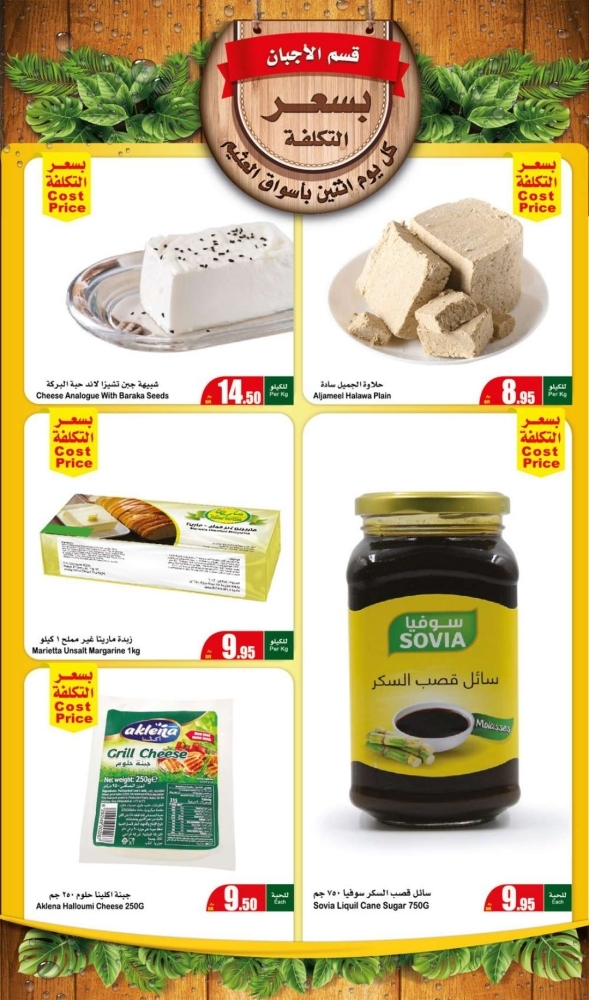 قسم الأجبان
بسعر
التكلفة
كل يوم اثنين بأسواق العثيم
بسعر
التكلفة
Cost
Price
شبيهة جبن تشيزا لاند حبة البركة
Cheese Analogue With Baraka Seeds
14.50
للكيلو
Per Kg
بسعر
التكلفة
Cost
Price
حلاوة الجميل سادة
Aljameel Halawa Plain
8.95
للكيلو
Per Kg
بسعر
التكلفة
Cost
Price
زبدة ماريتا غير مملح ١ كيلو
Marietta Unsalt Margarine 1kg
9.95
للكيلو
Per Kg
بسعر
التكلفة
Cost
Price
سوفيا
SOVIA
سائل قصب السكر
Molasses
سائل قصب السكر سوفيا ٧٥٠ جم
Sovia Liquil Cane Sugar 750G
9.95
للحبة
Each
بسعر
التكلفة
Cost
Price
aklena
أكلينا
Grill Cheese
جبنة حلوم
Net weight: 250g
جبنة اكلينا حلوم ٢٥٠ جم
Aklena Halloumi Cheese 250G
9.50
للحبة
Each